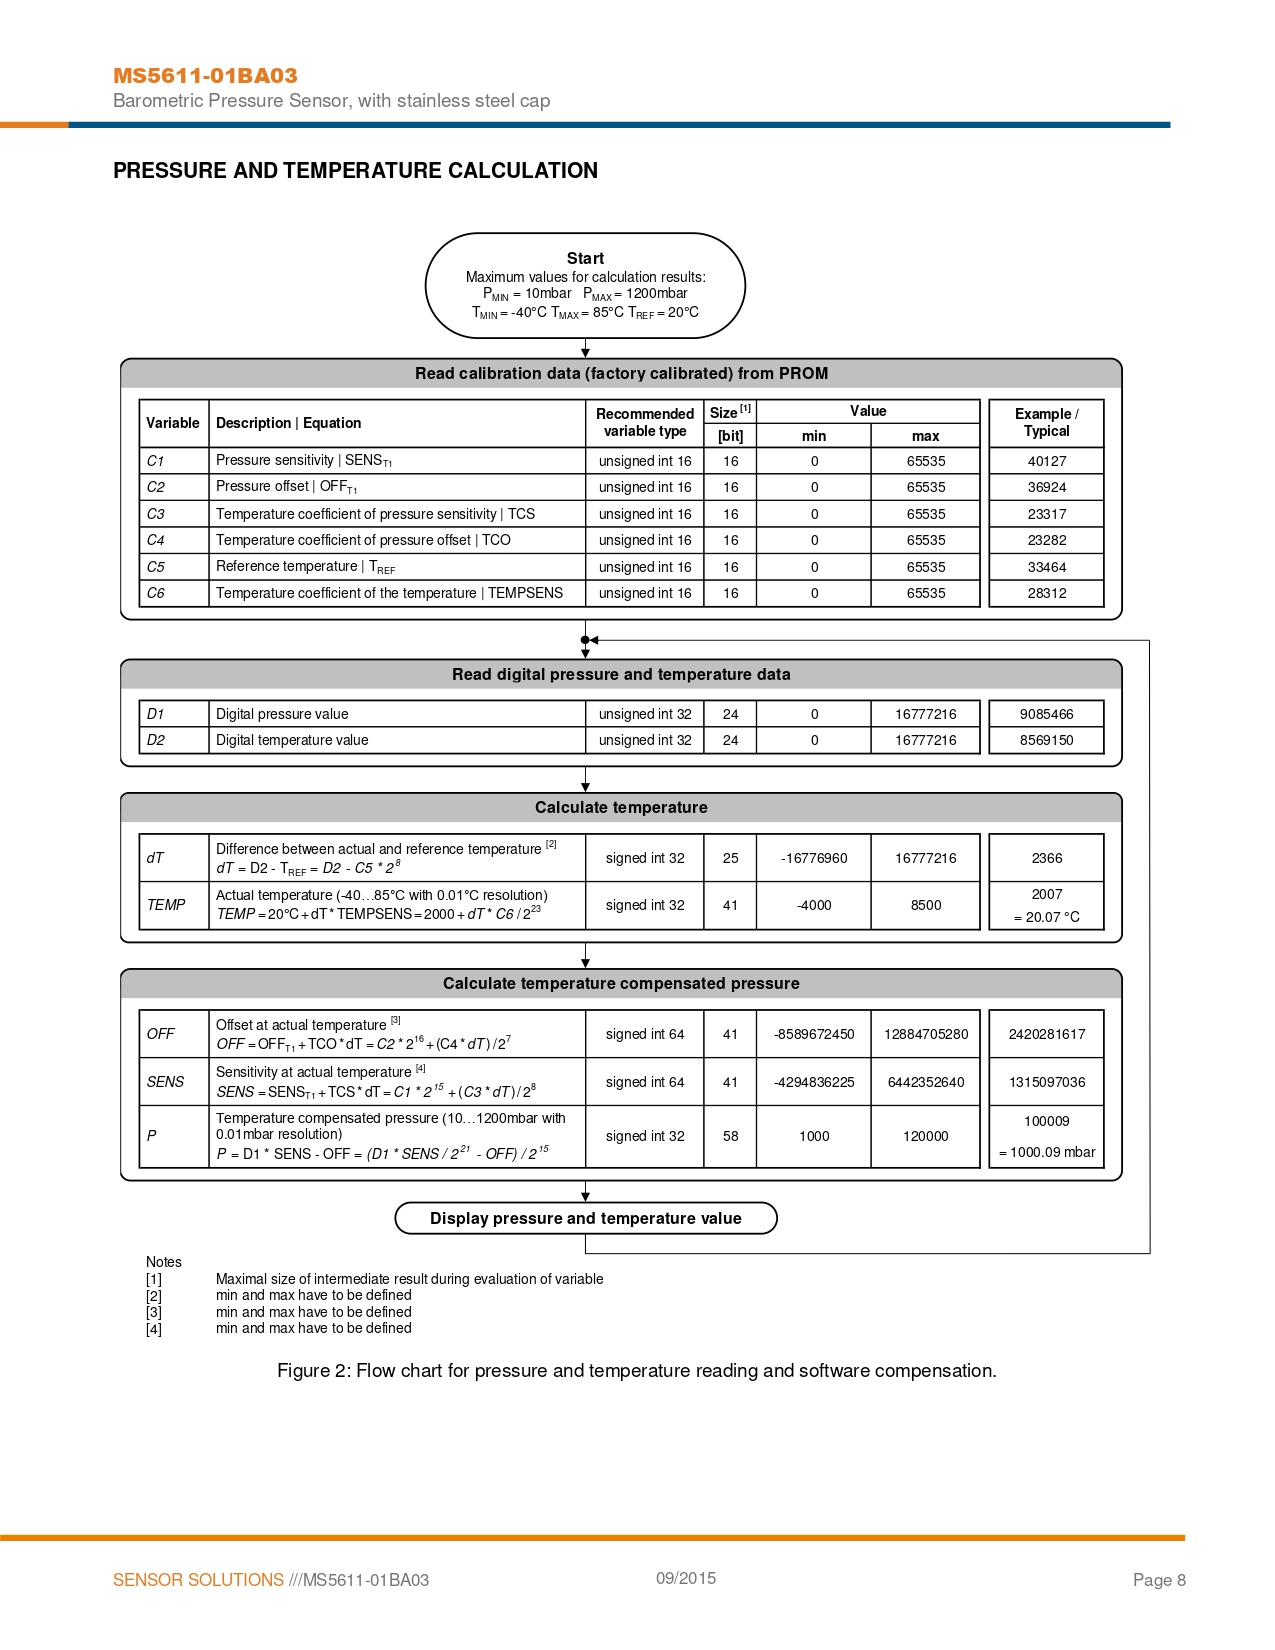 MS5611-01BA03
Barometric Pressure Sensor, with stainless steel cap
PRESSURE AND TEMPERATURE CALCULATION
Start
Maximum values for calculation results:
PMIN = 10mbar PMAX = 1200mbar
TMIN = -40°C TMAX = 85°C TREF = 20°C
Read calibration data (factory calibrated) from PROM
Variable Description | Equation Recommended variable type Size [1] [bit] Value min max Example / Typical
C1 Pressure sensitivity | SENST1 unsigned int 16 16 0 65535 40127
C2 Pressure offset | OFFT1 unsigned int 16 16 0 65535 36924
C3 Temperature coefficient of pressure sensitivity | TCS unsigned int 16 16 0 65535 23317
C4 Temperature coefficient of pressure offset | TCO unsigned int 16 16 0 65535 23282
C5 Reference temperature | TREF unsigned int 16 16 0 65535 33464
C6 Temperature coefficient of the temperature | TEMPSENS unsigned int 16 16 0 65535 28312
Read digital pressure and temperature data
D1 Digital pressure value unsigned int 32 24 0 16777216 9085466
D2 Digital temperature value unsigned int 32 24 0 16777216 8569150
Calculate temperature
Difference between actual and reference temperature [2]
dT signed int 32 25 -16776960 16777216 2366
dT = D2 - TREF = D2 - C5 * 2^8
Actual temperature (-40…85°C with 0.01°C resolution) 2007
TEMP signed int 32 41 -4000 8500
TEMP = 20°C + dT * TEMPSENS = 2000 + dT * C6 / 2^23 = 20.07 °C
Calculate temperature compensated pressure
Offset at actual temperature [3]
OFF signed int 64 41 -8589672450 12884705280 2420281617
OFF = OFFT1 + TCO * dT = C2 * 2^16 + (C4 * dT) / 2^7
Sensitivity at actual temperature [4]
SENS signed int 64 41 -4294836225 6442352640 1315097036
SENS = SENST1 + TCS * dT = C1 * 2^15 + (C3 * dT) / 2^8
Temperature compensated pressure (10…1200mbar with 100009
0.01mbar resolution)
P signed int 32 58 1000 120000
P = D1 * SENS - OFF = (D1 * SENS / 2^21 - OFF) / 2^15 = 1000.09 mbar
Display pressure and temperature value
Notes
[1] Maximal size of intermediate result during evaluation of variable
[2] min and max have to be defined
[3] min and max have to be defined
[4] min and max have to be defined
Figure 2: Flow chart for pressure and temperature reading and software compensation.
SENSOR SOLUTIONS ///MS5611-01BA03 09/2015 Page 8